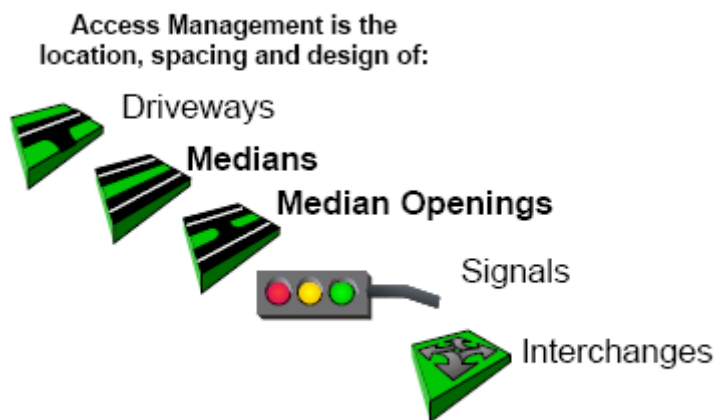 Access Management is the
location, spacing and design of:
Driveways
Medians
Median Openings
Signals
Interchanges